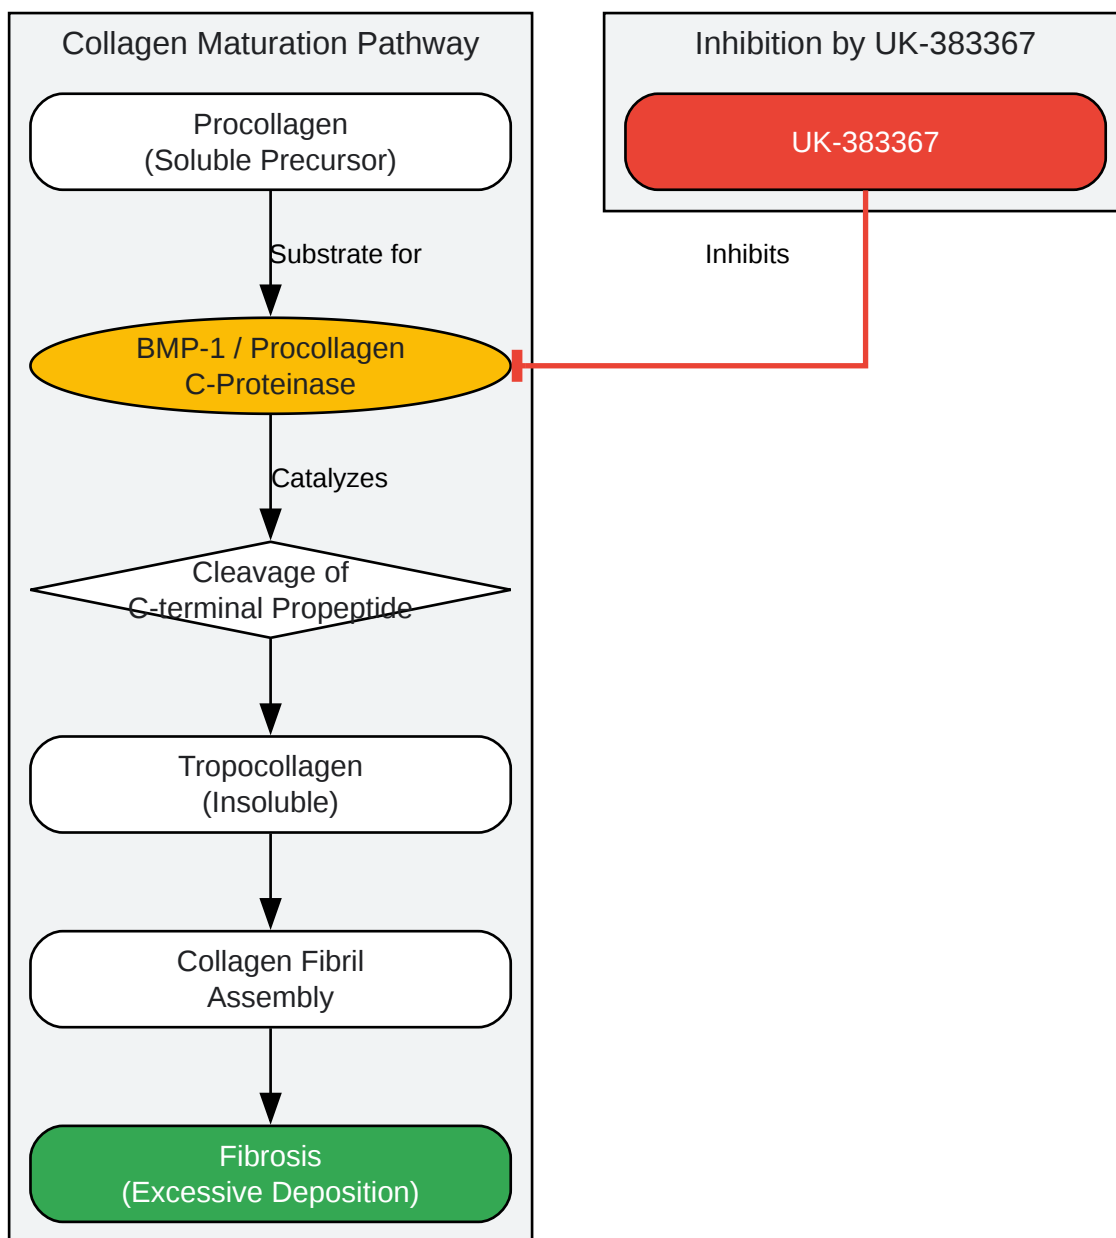 Collagen Maturation Pathway
Procollagen
(Soluble Precursor)
Substrate for
BMP-1 / Procollagen
C-Proteinase
Catalyzes
Cleavage of
C-terminal Propeptide
Tropocollagen
(Insoluble)
Collagen Fibril
Assembly
Fibrosis
(Excessive Deposition)
Inhibition by UK-383367
UK-383367
Inhibits